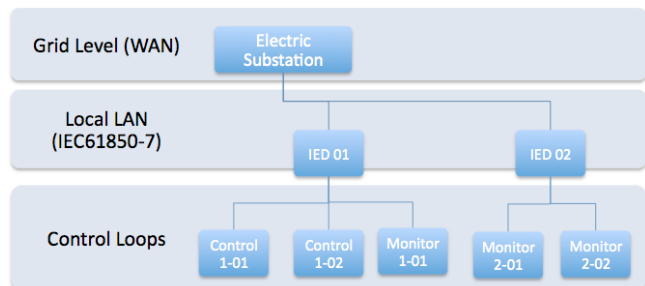 Grid Level (WAN)
Electric
Substation
Local LAN
(IEC61850-7)
IED 01
IED 02
Control Loops
Control
1-01
Control
1-02
Monitor
1-01
Monitor
2-01
Monitor
2-02